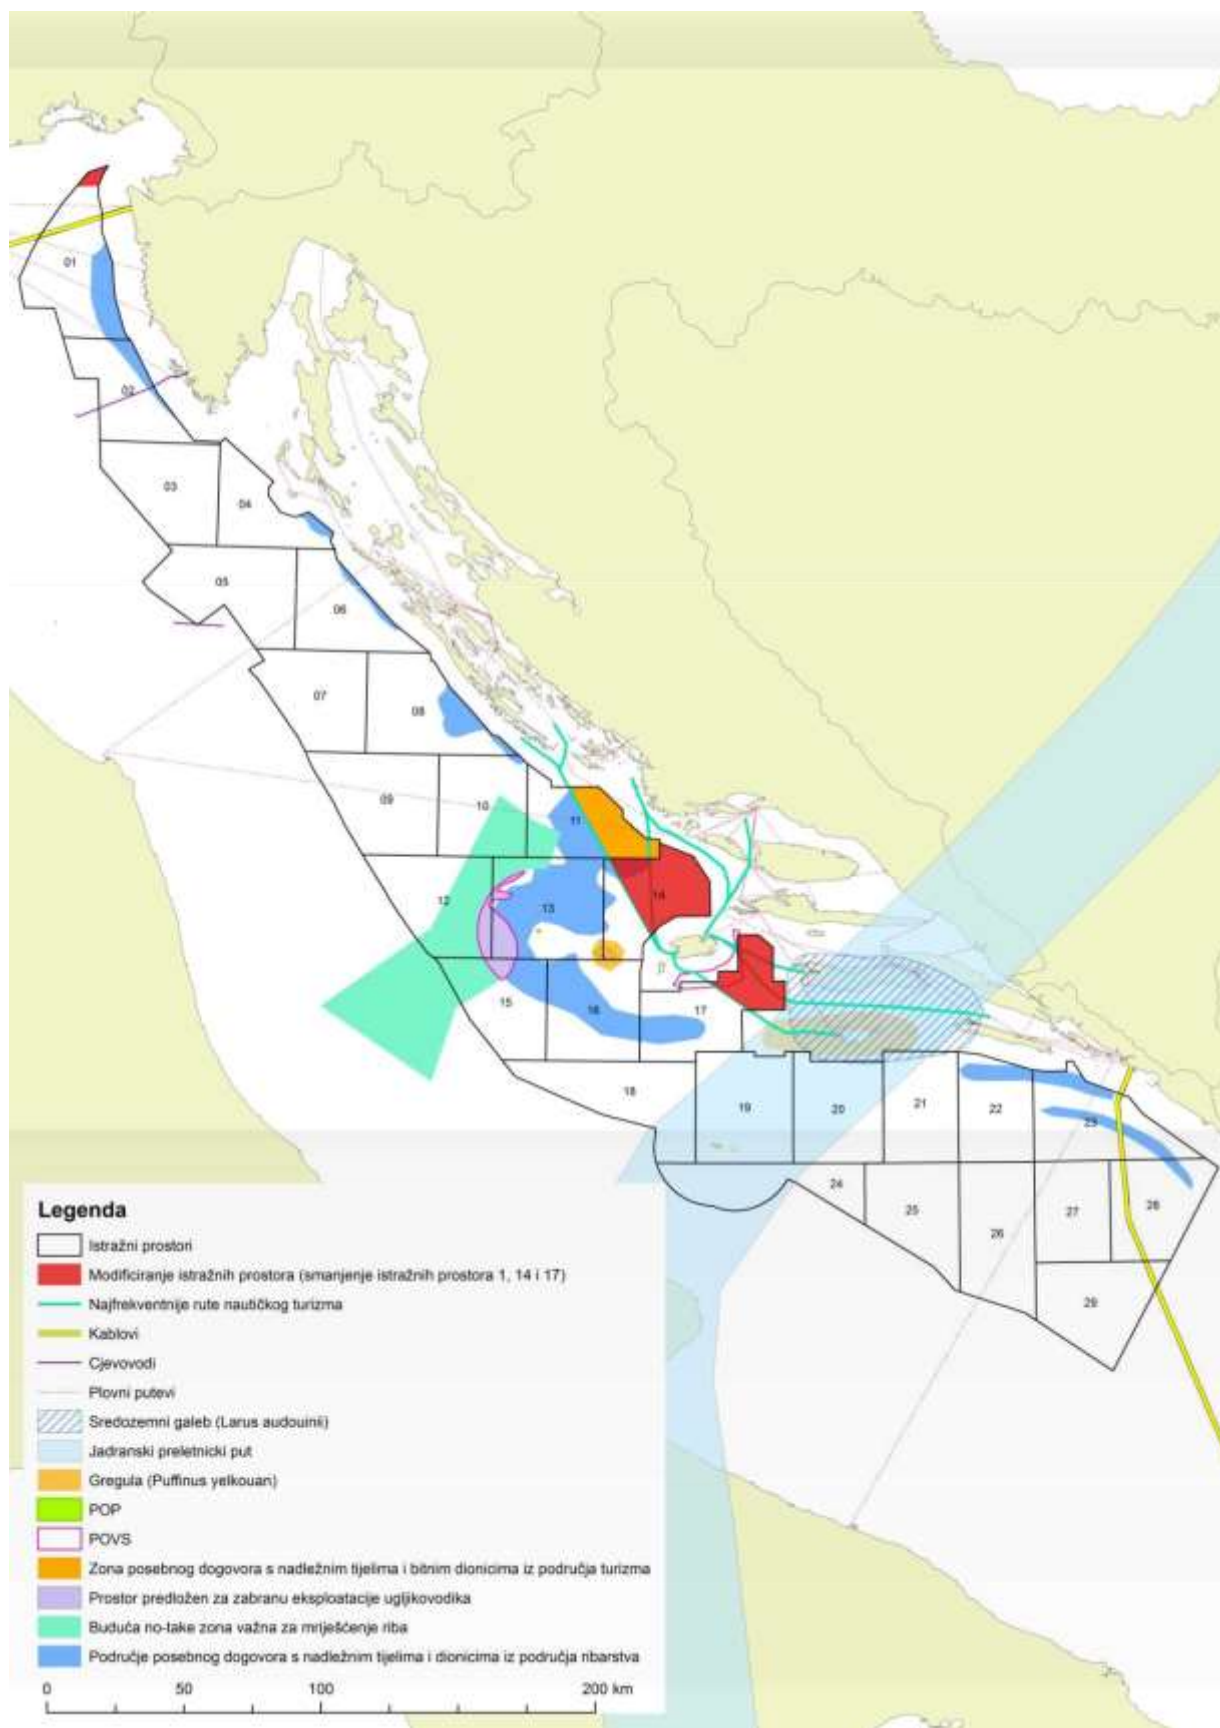 01
02
03
04
05
06
07
08
09
10
11
12
13
14
15
16
17
18
19
20
21
22
23
24
25
26
27
28
29
Legenda
Istražni prostori
Modificiranje istražnih prostora (smanjenje istražnih prostora 1, 14 i 17)
Najfrekventnije rute nautičkog turizma
Kablovi
Cjevovodi
Plovni putevi
Sredozemni galeb (Larus audouinii)
Jadranski preletnicki put
Gregula (Puffinus yelkouan)
POP
POVS
Zona posebnog dogovora s nadležnim tijelima i bitnim dionicima iz područja turizma
Prostor predložen za zabranu eksploatacije ugljikovodika
Buduća no-take zona važna za mriješćenje riba
Područje posebnog dogovora s nadležnim tijelima i dionicima iz područja ribarstva
0 50 100 200 km